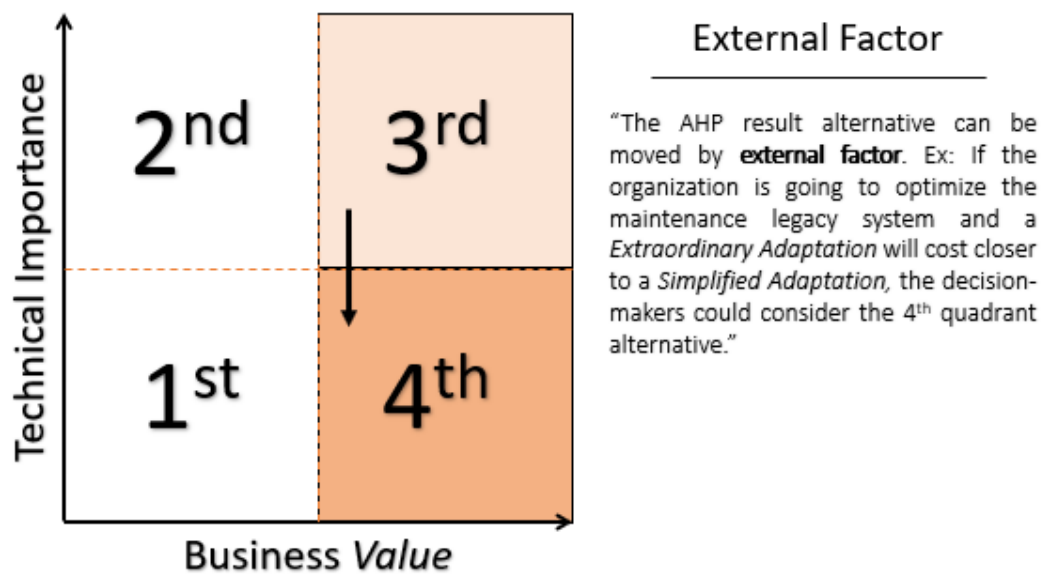 Technical Importance
2nd
3rd
1st
4th
Business Value
External Factor
“The AHP result alternative can be
moved by external factor. Ex: If the
organization is going to optimize the
maintenance legacy system and a
Extraordinary Adaptation will cost closer
to a Simplified Adaptation, the decision-
makers could consider the 4th quadrant
alternative.”